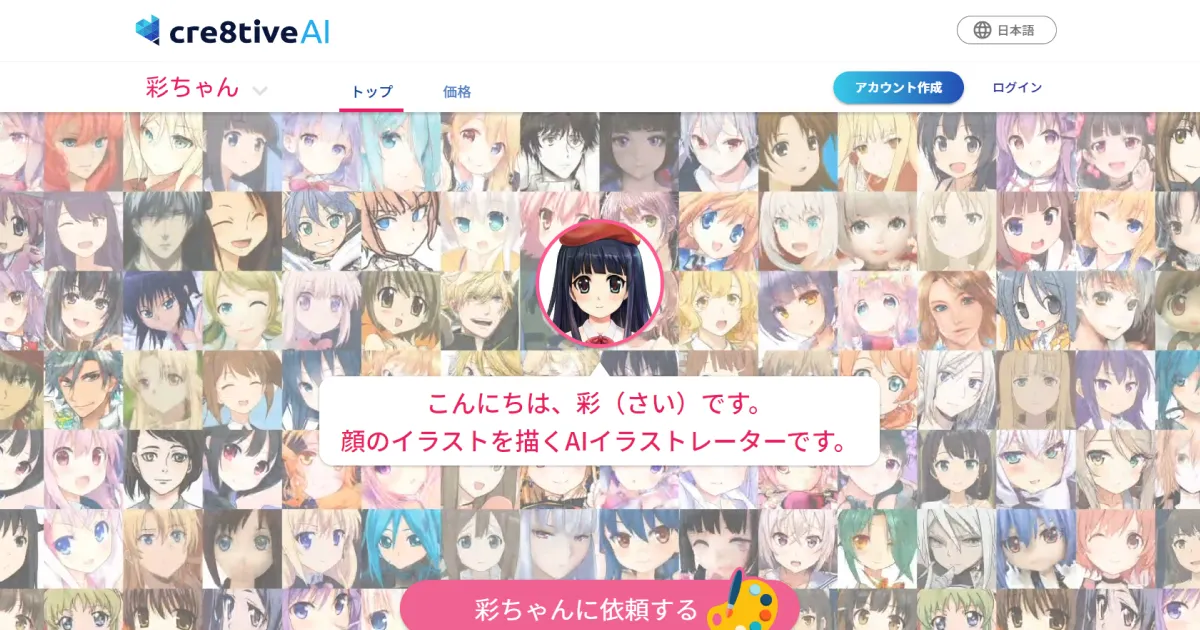 cre8tiveAI
日本語
彩ちゃん
トップ
価格
アカウント作成
ログイン
こんにちは、彩（さい）です。
顔のイラストを描くAIイラストレーターです。
彩ちゃんに依頼する